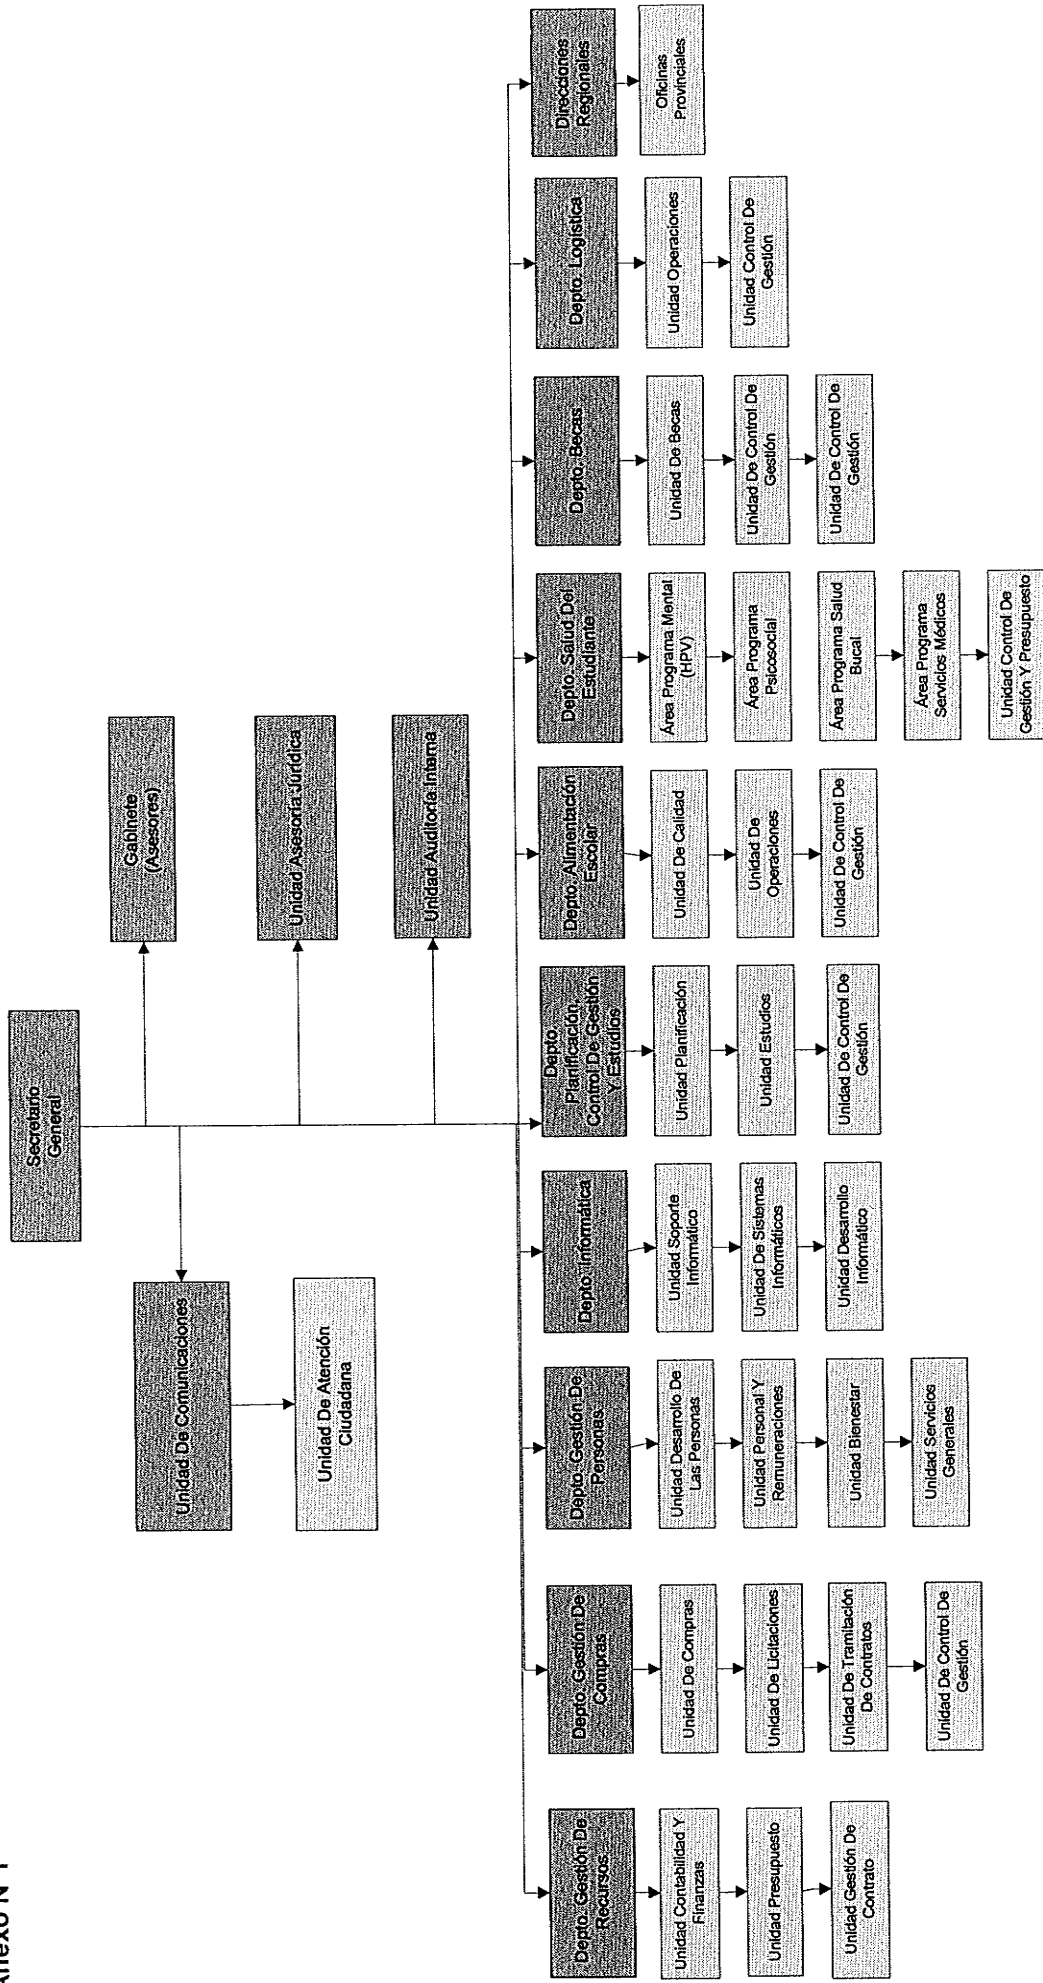 Anexo N°1
Secretario
General
Gabinete
(Asesores)
Unidad Asesoría Jurídica
Unidad Auditoría Interna
Unidad De Comunicaciones
Unidad De Atención
Ciudadana
Depto. Gestión De
Recursos
Unidad Contabilidad Y
Finanzas
Unidad Presupuesto
Unidad Gestión De
Contrato
Depto. Gestión De
Compras
Unidad De Compras
Unidad De Licitaciones
Unidad De Tramitación
De Contratos
Unidad De Control De
Gestión
Depto. Gestión De
Personas
Unidad Desarrollo De
Las Personas
Unidad Personal Y
Remuneraciones
Unidad Bienestar
Unidad Servicios
Generales
Depto. Informática
Unidad Soporte
Informático
Unidad De Sistemas
Informáticos
Unidad Desarrollo
Informático
Depto.
Planificación,
Control De Gestión
Y Estudios
Unidad Planificación
Unidad Estudios
Unidad De Control De
Gestión
Depto. Alimentación
Escolar
Unidad De Calidad
Unidad De
Operaciones
Unidad De Control De
Gestión
Depto. Salud Del
Estudiante
Área Programa Mental
(HPV)
Área Programa
Psicosocial
Área Programa Salud
Bucal
Área Programa
Servicios Médicos
Unidad Control De
Gestión Y Presupuesto
Depto. Becas
Unidad De Becas
Unidad De Control De
Gestión
Unidad De Control De
Gestión
Depto. Logística
Unidad Operaciones
Unidad Control De
Gestión
Direcciones
Regionales
Oficinas
Provinciales